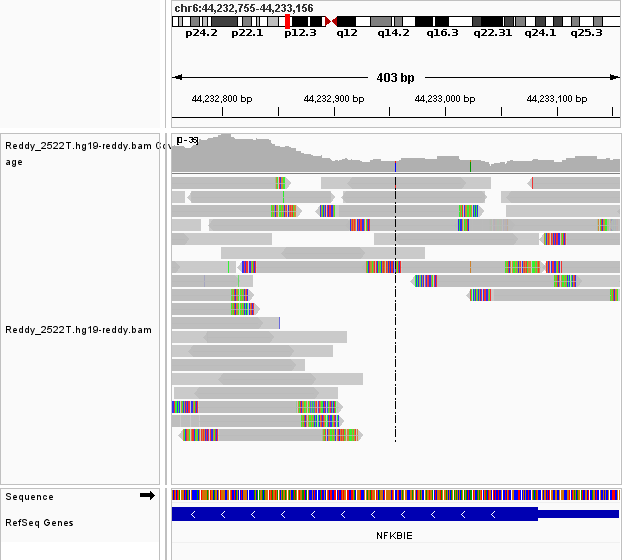 chr6:44,232,755-44,233,156
p24.2 p22.1 p12.3 q12 q14.2 q16.3 q22.31 q24.1 q25.3
403 bp
44,232,800 bp 44,232,900 bp 44,233,000 bp 44,233,100 bp
Reddy_2522T.hg19-reddy.bam Cov
age
Reddy_2522T.hg19-reddy.bam
Sequence
RefSeq Genes
NFKBIE